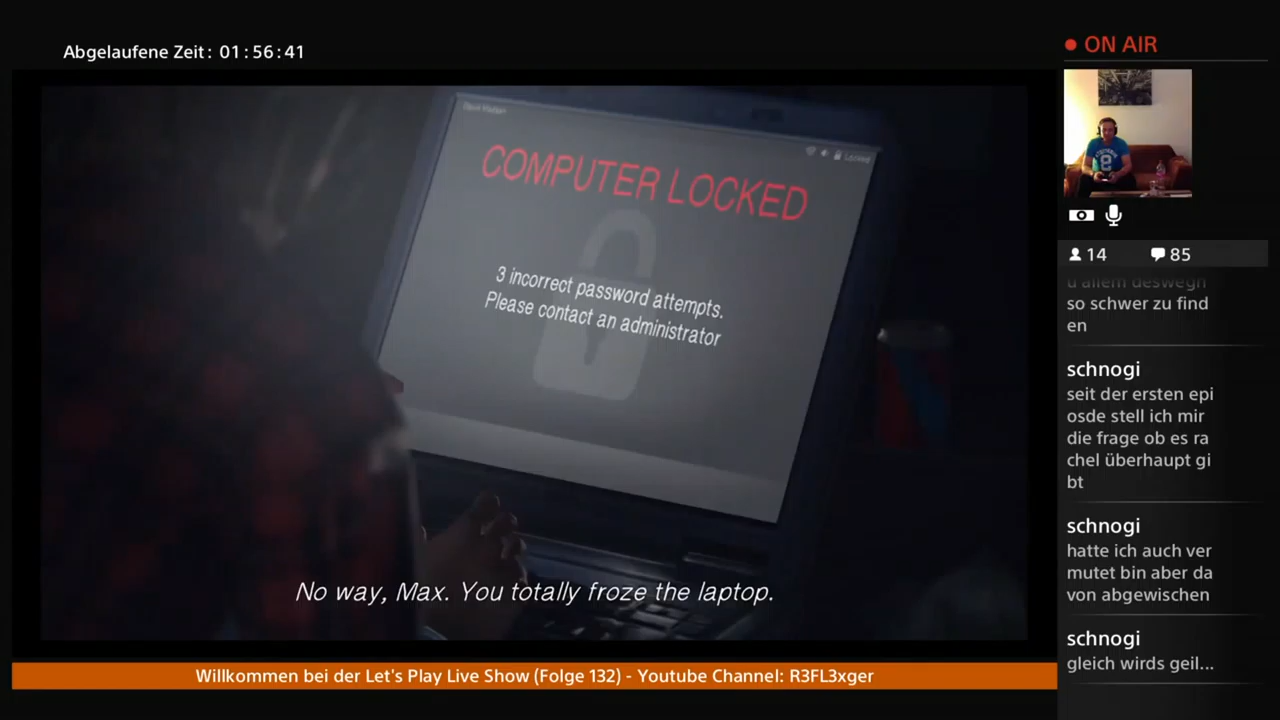 Abgelaufene Zeit: 01:56:41
ON AIR
COMPUTER LOCKED
Locked
3 incorrect password attempts.
Please contact an administrator
No way, Max. You totally froze the laptop.
Willkommen bei der Let's Play Live Show (Folge 132) - Youtube Channel: R3FL3xger
14
85
u allem deswegn
so schwer zu find
en
schnogi
seit der ersten epi
osde stell ich mir
die frage ob es ra
chel überhaupt gi
bt
schnogi
hatte ich auch ver
mutet bin aber da
von abgewischen
schnogi
gleich wirds geil...